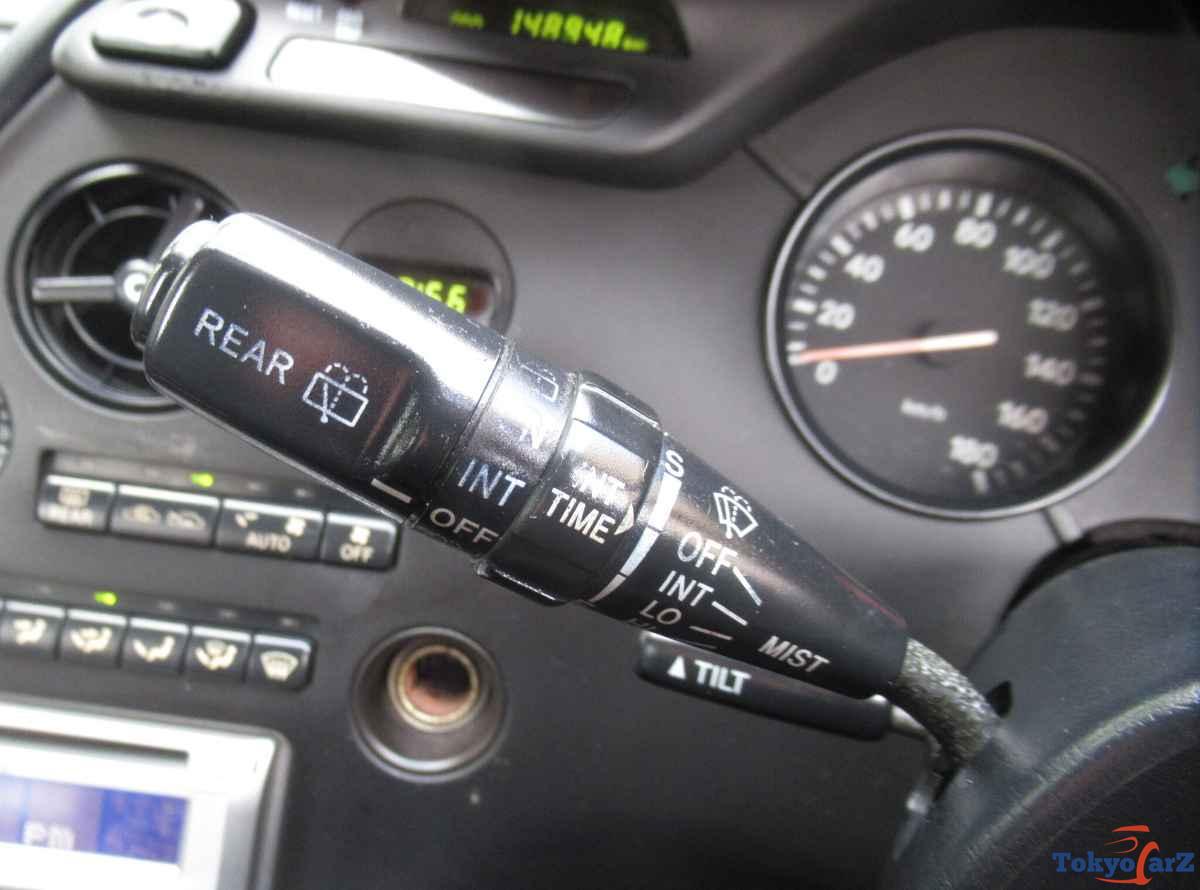 60
80
40
100
20
120
0
140
160
180
km/h
REAR
INT
OFF
INT
TIME
S
OFF
INT
LO
MIST
▲TILT
REAR
AUTO
OFF
TokyoCarZ